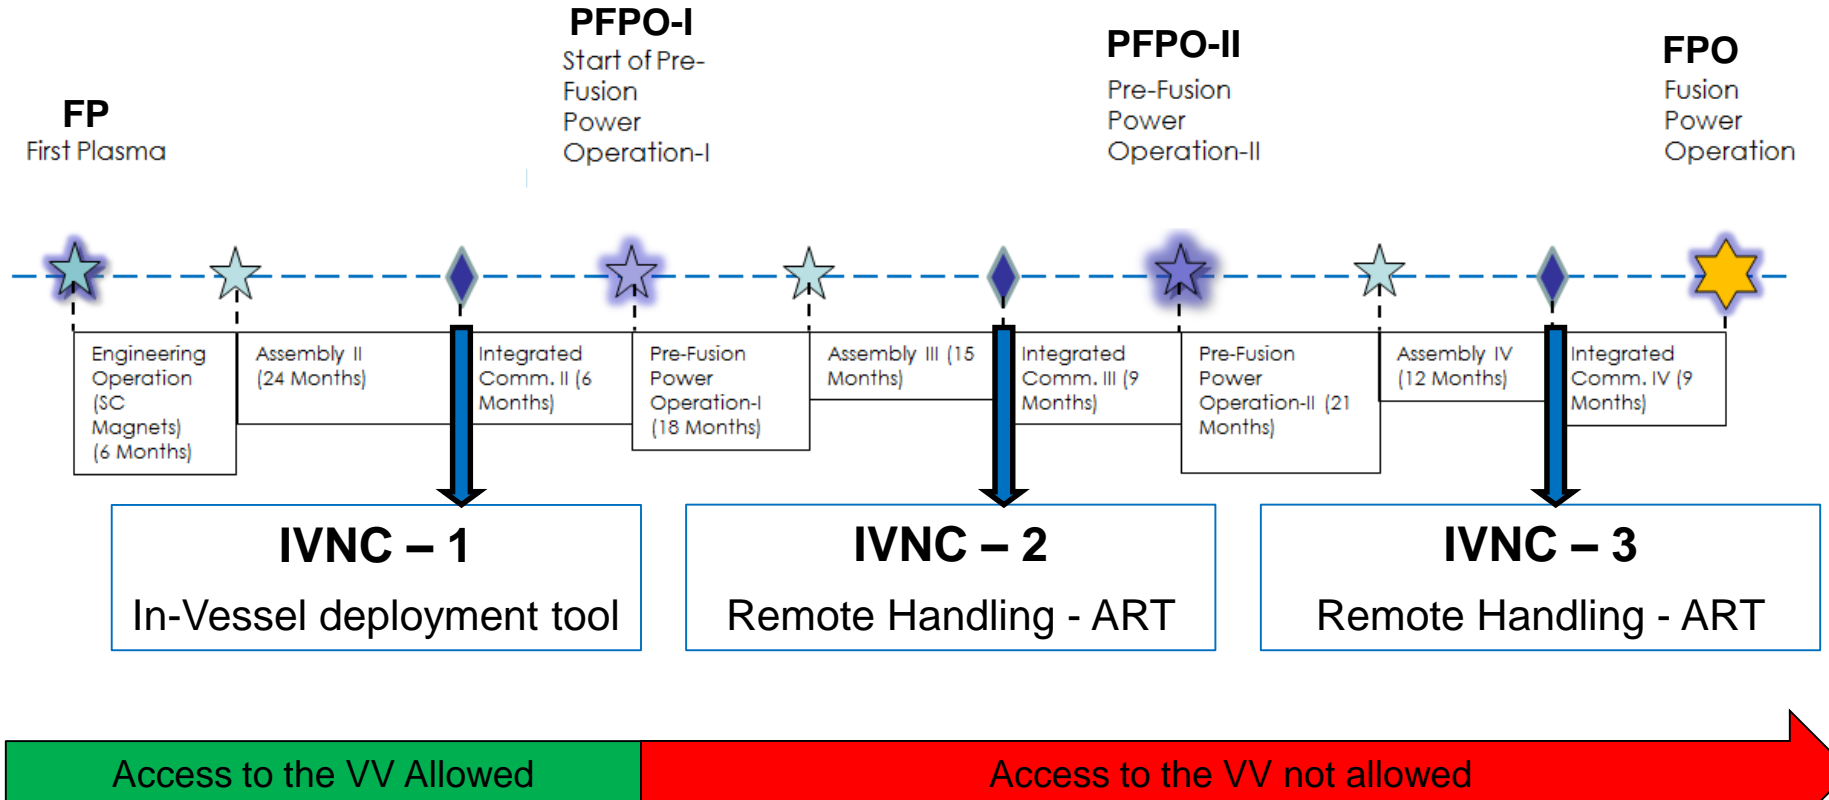 FP
First Plasma
PFPO-I
Start of Pre-
Fusion
Power
Operation-I
PFPO-II
Pre-Fusion
Power
Operation-II
FPO
Fusion
Power
Operation
Engineering
Operation
(SC
Magnets)
(6 Months)
Assembly II
(24 Months)
Integrated
Comm. II (6
Months)
Pre-Fusion
Power
Operation-I
(18 Months)
Assembly III (15
Months)
Integrated
Comm. III (9
Months)
Pre-Fusion
Power
Operation-II (21
Months)
Assembly IV
(12 Months)
Integrated
Comm. IV (9
Months)
IVNC – 1
In-Vessel deployment tool
IVNC – 2
Remote Handling - ART
IVNC – 3
Remote Handling - ART
Access to the VV Allowed
Access to the VV not allowed